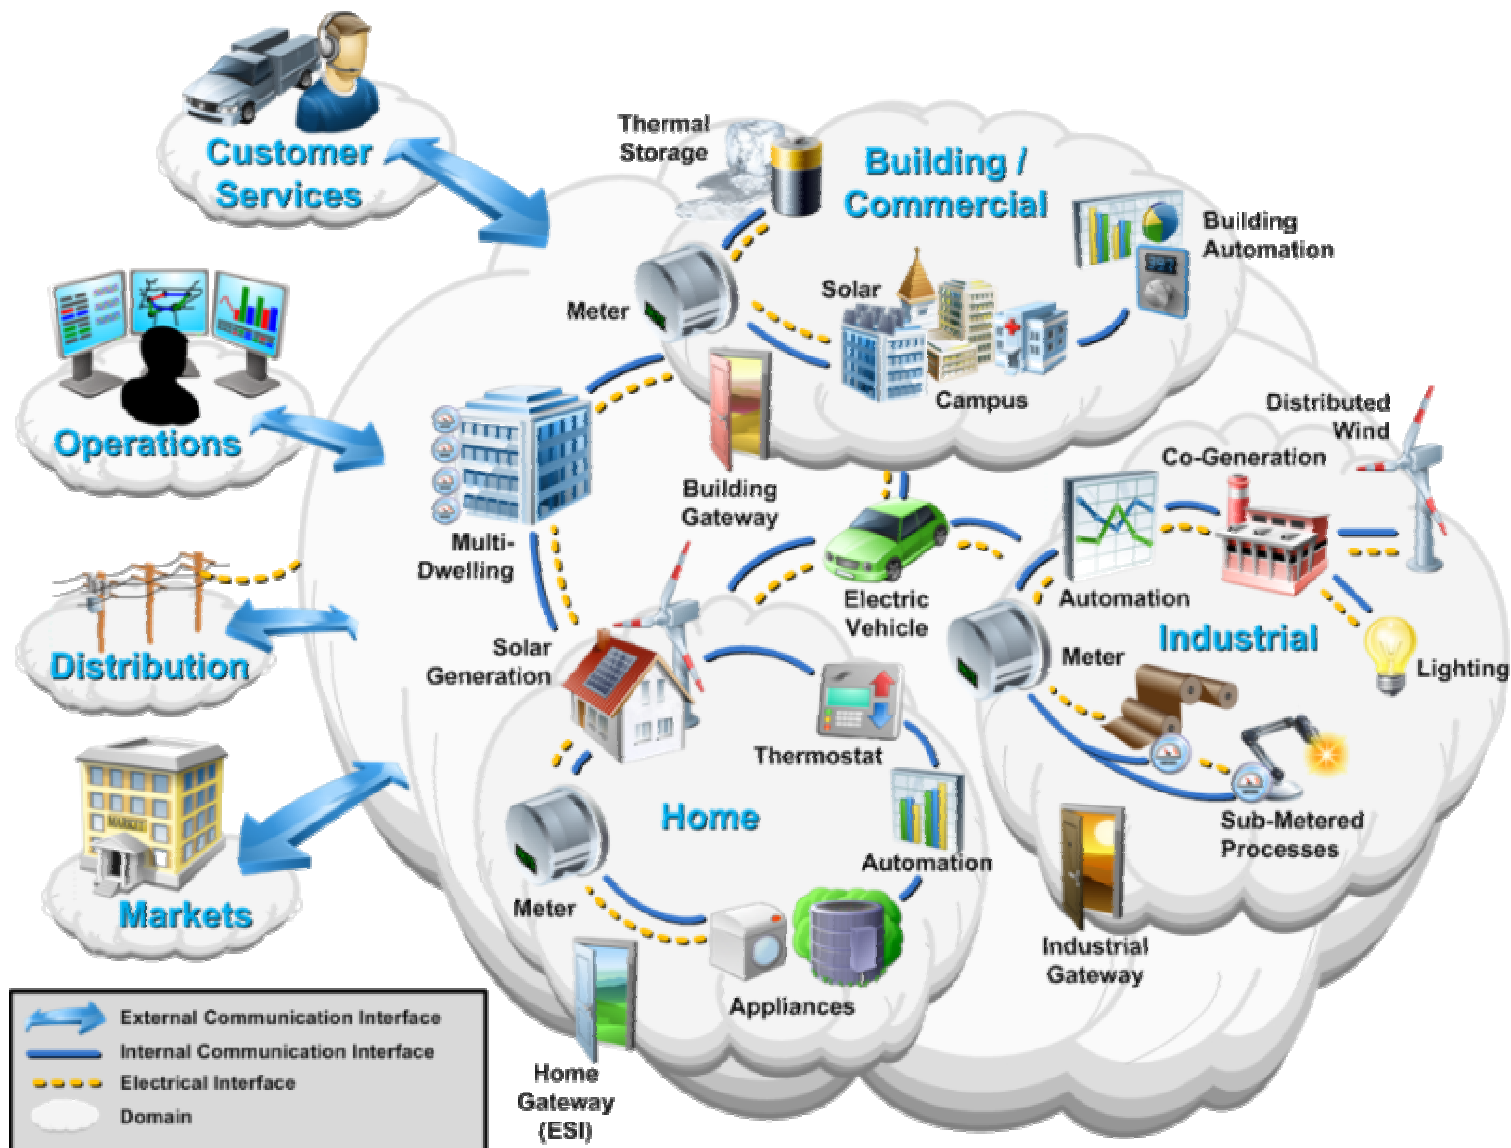 Customer
Services
Thermal
Storage
Building /
Commercial
Building
Automation
Meter
Solar
Campus
Operations
Building
Gateway
Multi-
Dwelling
Distributed
Wind
Co-Generation
Electric
Vehicle
Automation
Industrial
Meter
Lighting
Sub-Metered
Processes
Industrial
Gateway
Distribution
Solar
Generation
Thermostat
Home
Automation
Meter
Appliances
Home
Gateway
(ESI)
MARKET
Markets
External Communication Interface
Internal Communication Interface
Electrical Interface
Domain